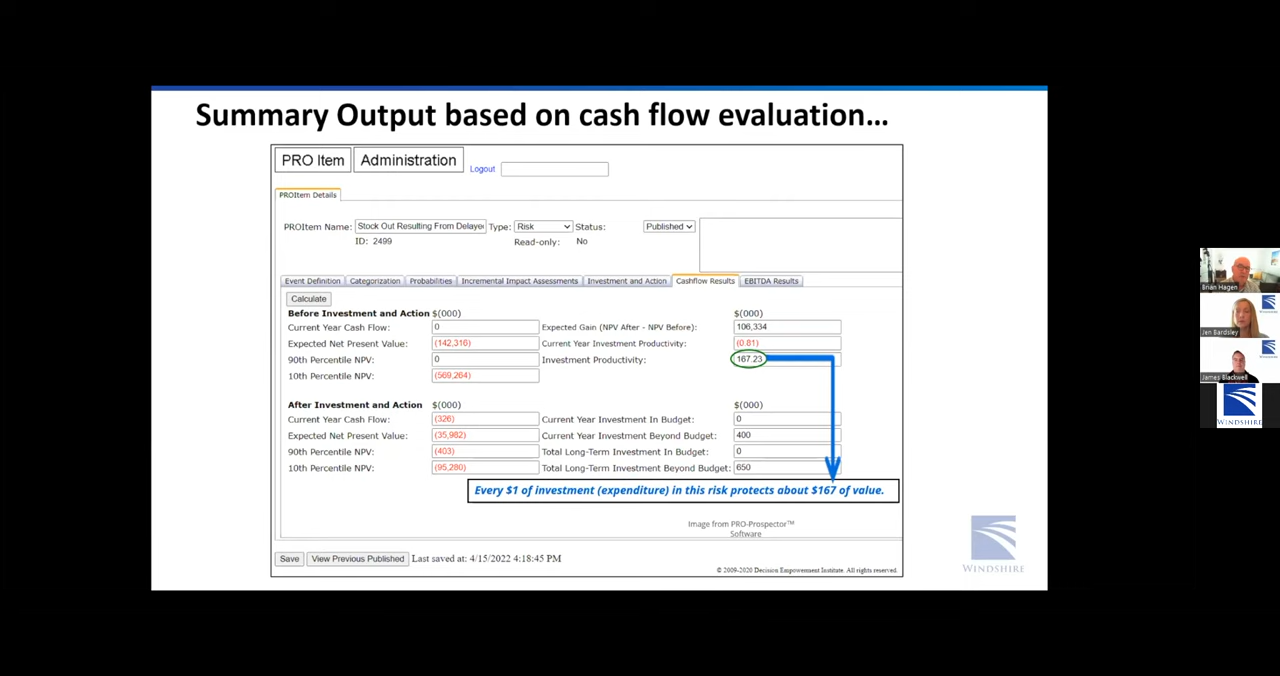 Summary Output based on cash flow evaluation...
PRO Item Administration Logout
PROItem Details
PROItem Name: Stock Out Resulting From Delayed Type: Risk Status: Published
ID: 2499 Read-only: No
Event Definition Categorization Probabilities Incremental Impact Assessments Investment and Action Cashflow Results EBITDA Results
Calculate
Before Investment and Action $(000) $(000)
Current Year Cash Flow: 0 Expected Gain (NPV After - NPV Before): 106,334
Expected Net Present Value: (142,316) Current Year Investment Productivity: (0.81)
90th Percentile NPV: 0 Investment Productivity: 167.23
10th Percentile NPV: (569,264)
After Investment and Action $(000) $(000)
Current Year Cash Flow: (326) Current Year Investment In Budget: 0
Expected Net Present Value: (35,982) Current Year Investment Beyond Budget: 400
90th Percentile NPV: (403) Total Long-Term Investment In Budget: 0
10th Percentile NPV: (95,280) Total Long-Term Investment Beyond Budget: 650
Every $1 of investment (expenditure) in this risk protects about $167 of value.
Image from PRO-Prospector™
Software
Save View Previous Published Last saved at: 4/15/2022 4:18:45 PM
© 2009-2020 Decision Empowerment Institute. All rights reserved.
WINDSHIRE
Brian Hagen
Jen Bardsley
James Blackwell
WINDSHIRE